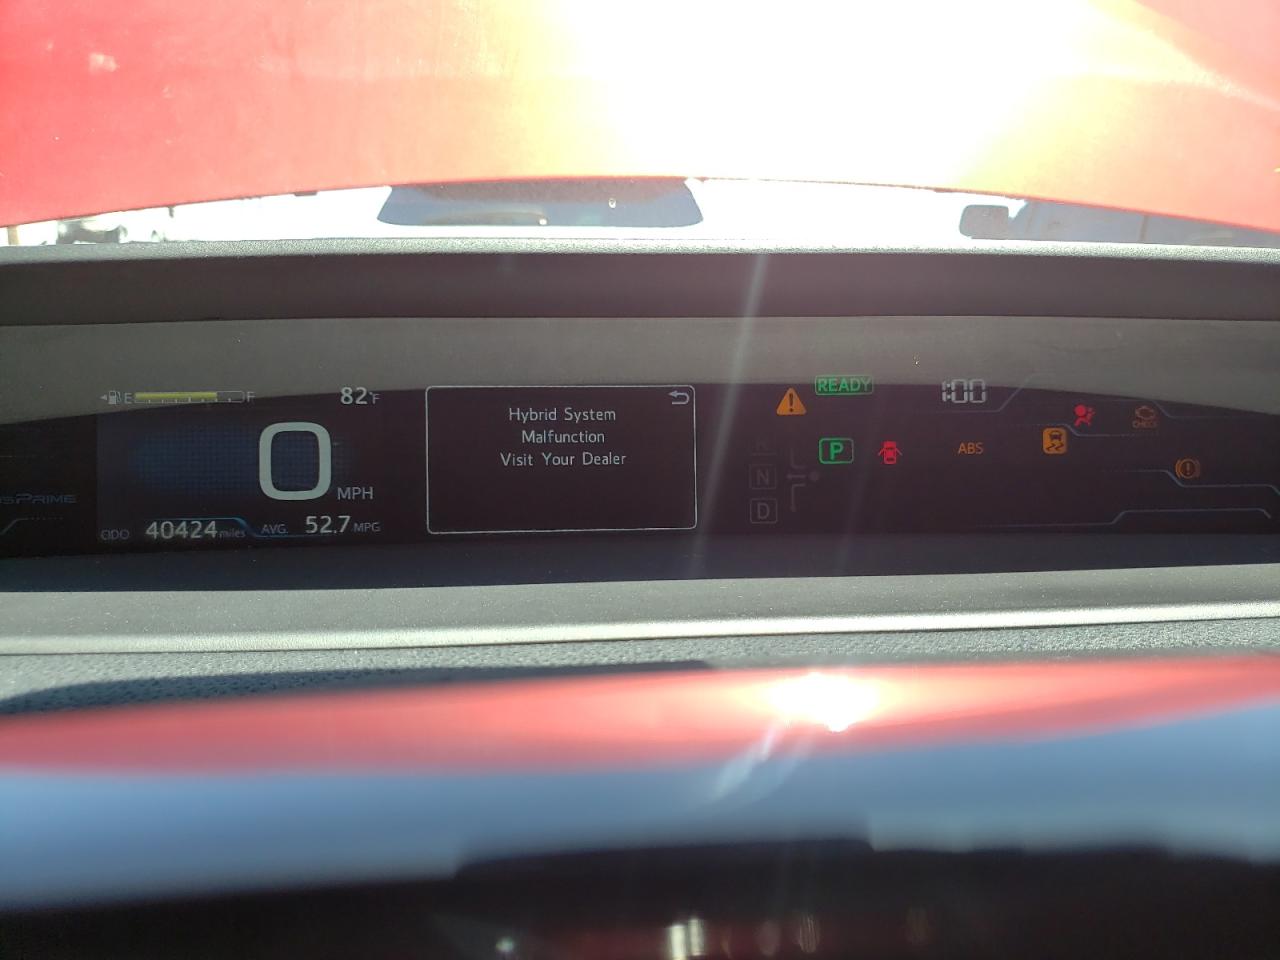 E F
82°F
0 MPH
ODO 40424 miles AVG. 52.7 MPG
PRIME
Hybrid System
Malfunction
Visit Your Dealer
READY
1:00
P
N
D
ABS
CHECK